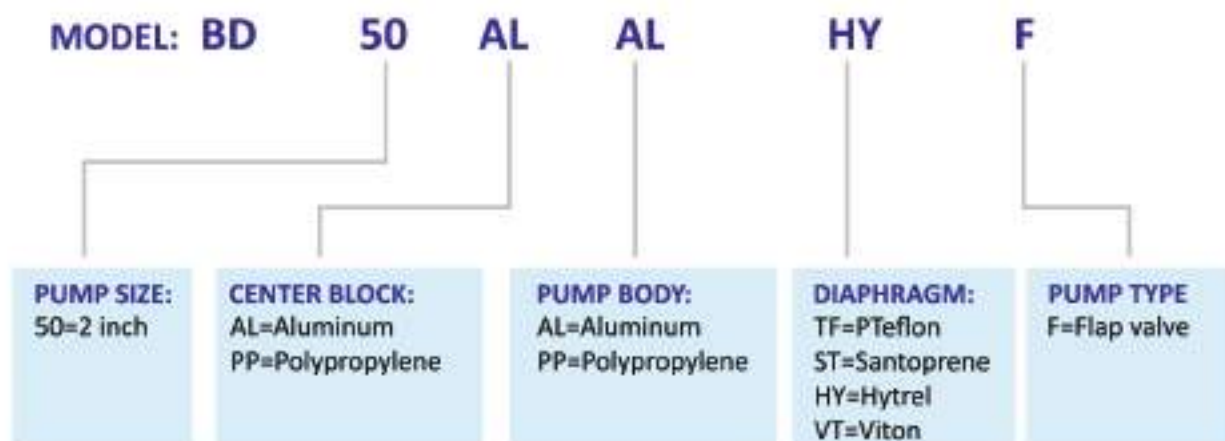 MODEL: BD 50 AL AL HY F
PUMP SIZE:
50=2 inch
CENTER BLOCK:
AL=Aluminum
PP=Polypropylene
PUMP BODY:
AL=Aluminum
PP=Polypropylene
DIAPHRAGM:
TF=PTeflon
ST=Santoprene
HY=Hytrel
VT=Viton
PUMP TYPE
F=Flap valve